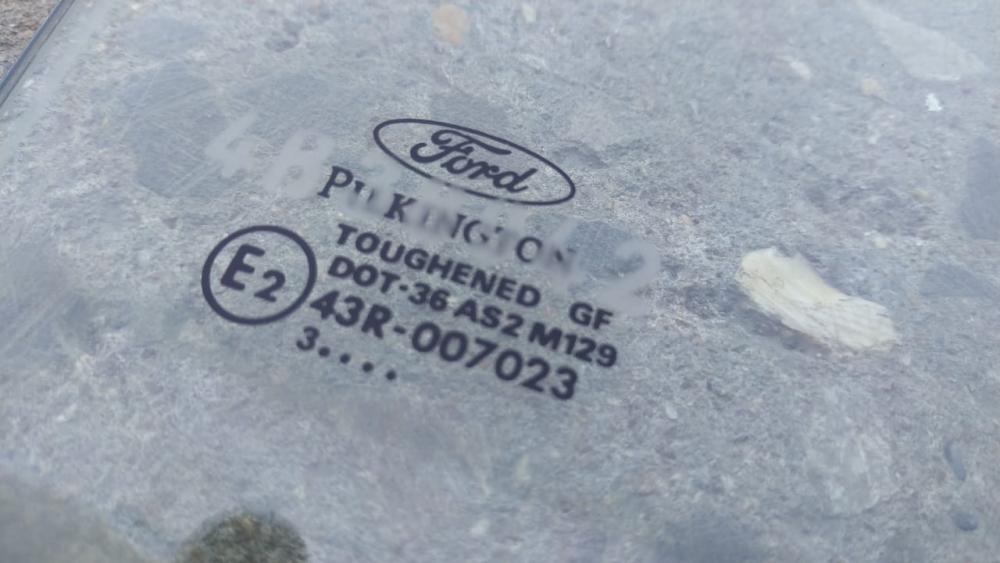 Ford
PILKINGTON
TOUGHENED GF
DOT-36 AS2 M129
E2
43R-007023
3....